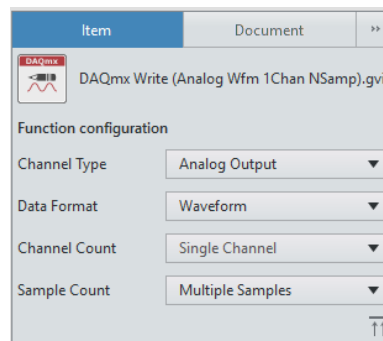 Item Document »
DAQmx
DAQmx Write (Analog Wfm 1Chan NSamp).gvi
Function configuration
Channel Type Analog Output
Data Format Waveform
Channel Count Single Channel
Sample Count Multiple Samples